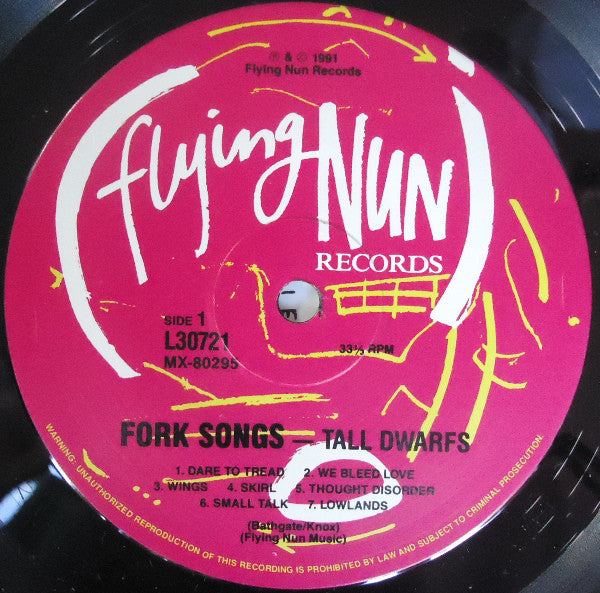 ℗ & © 1991
Flying Nun Records
flying NUN
RECORDS
SIDE 1
L30721
MX-80295
33⅓ RPM
FORK SONGS — TALL DWARFS
1. DARE TO TREAD 2. WE BLEED LOVE
3. WINGS 4. SKIRL 5. THOUGHT DISORDER
6. SMALL TALK 7. LOWLANDS
(Bathgate/Knox)
(Flying Nun Music)
WARNING: UNAUTHORIZED REPRODUCTION OF THIS RECORDING IS PROHIBITED BY LAW AND SUBJECT TO CRIMINAL PROSECUTION.